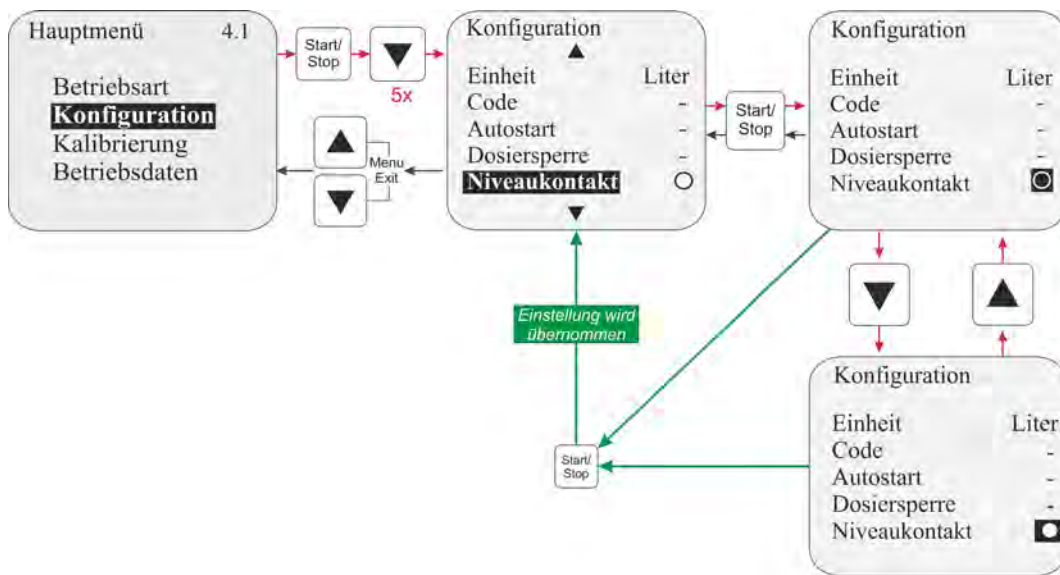 Hauptmenü 4.1
Betriebsart
Konfiguration
Kalibrierung
Betriebsdaten
Start/
Stop
5x
Menu
Exit
Konfiguration
Einheit Liter
Code -
Autostart -
Dosiersperre -
Niveaukontakt
Start/
Stop
Konfiguration
Einheit Liter
Code -
Autostart -
Dosiersperre -
Niveaukontakt
Einstellung wird
übernommen
Start/
Stop
Konfiguration
Einheit Liter
Code -
Autostart -
Dosiersperre -
Niveaukontakt